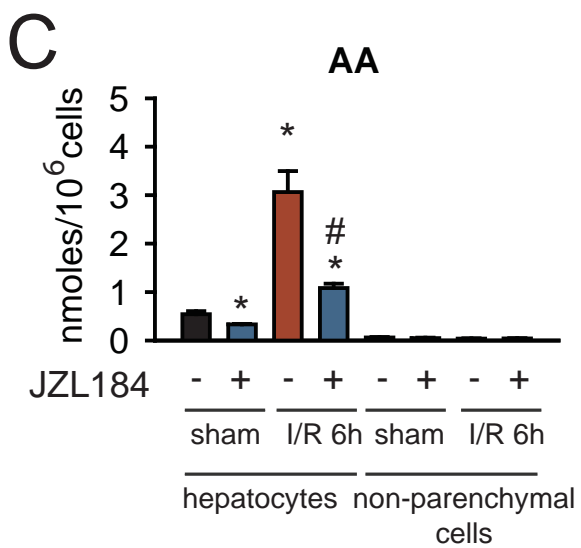 C
AA
nmoles/10⁶cells
5
4
3
2
1
0
*
*
#
*
JZL184 - + - + - + - +
sham I/R 6h sham I/R 6h
hepatocytes non-parenchymal
cells